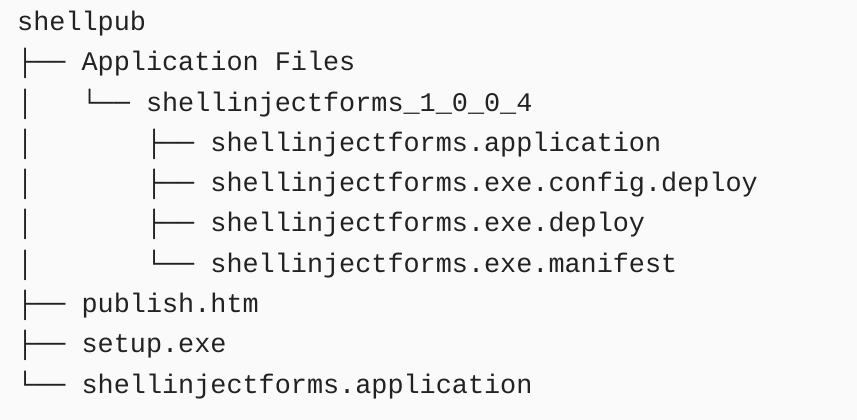 shellpub
├── Application Files
│   └── shellinjectforms_1_0_0_4
│       ├── shellinjectforms.application
│       ├── shellinjectforms.exe.config.deploy
│       ├── shellinjectforms.exe.deploy
│       └── shellinjectforms.exe.manifest
├── publish.htm
├── setup.exe
└── shellinjectforms.application